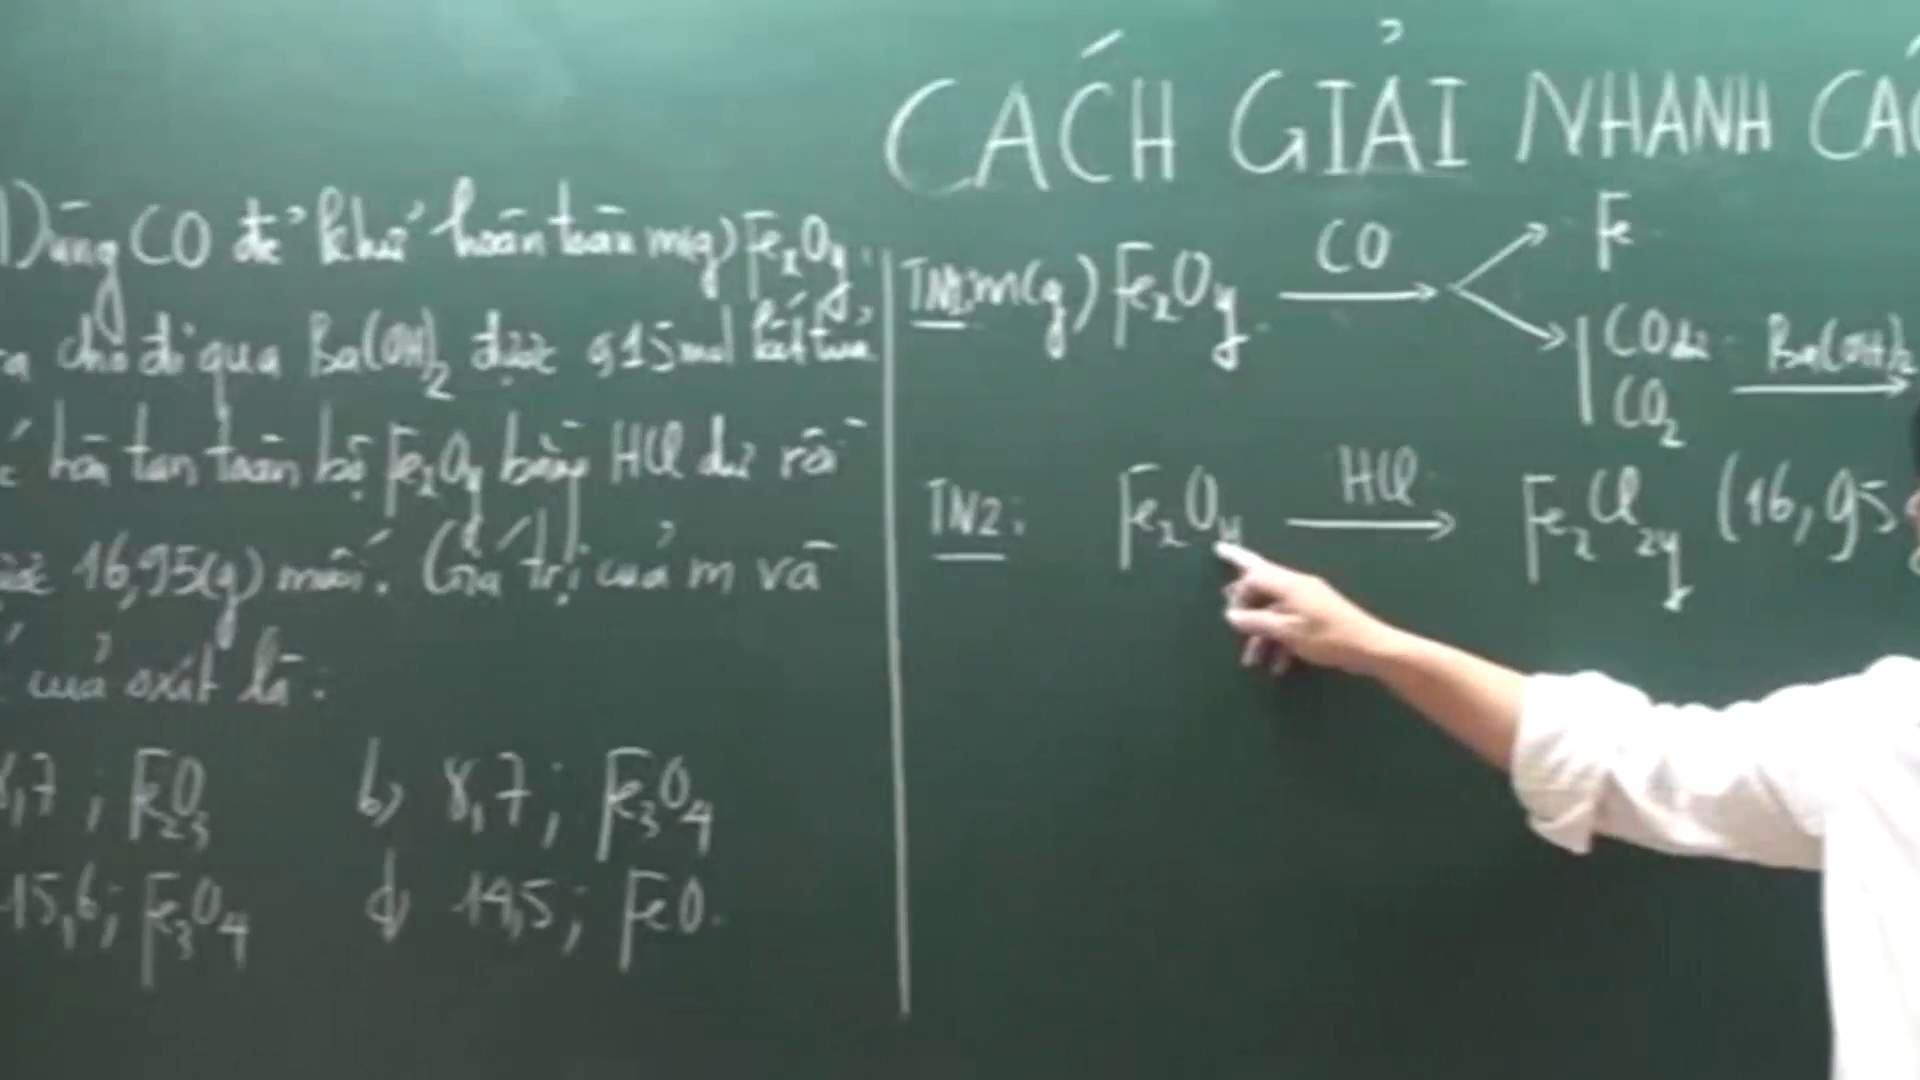 CÁCH GIẢI NHANH CÁ
Dùng CO để khử hoàn toàn m(g) FexOy.
ra cho đi qua Ba(OH)2 được 0,15 mol kết tủa
hòa tan toàn bộ FexOy bằng HCl dư rồi
16,95(g) muối. Giá trị của m và
của oxit là:
8,7; Fe2O3 b) 8,7; Fe3O4
15,6; Fe3O4 d) 14,5; FeO.
m(g) FexOy CO Fe
CO dư
CO2
Ba(OH)2
TN2: FexOy HCl FexCl2y (16,95